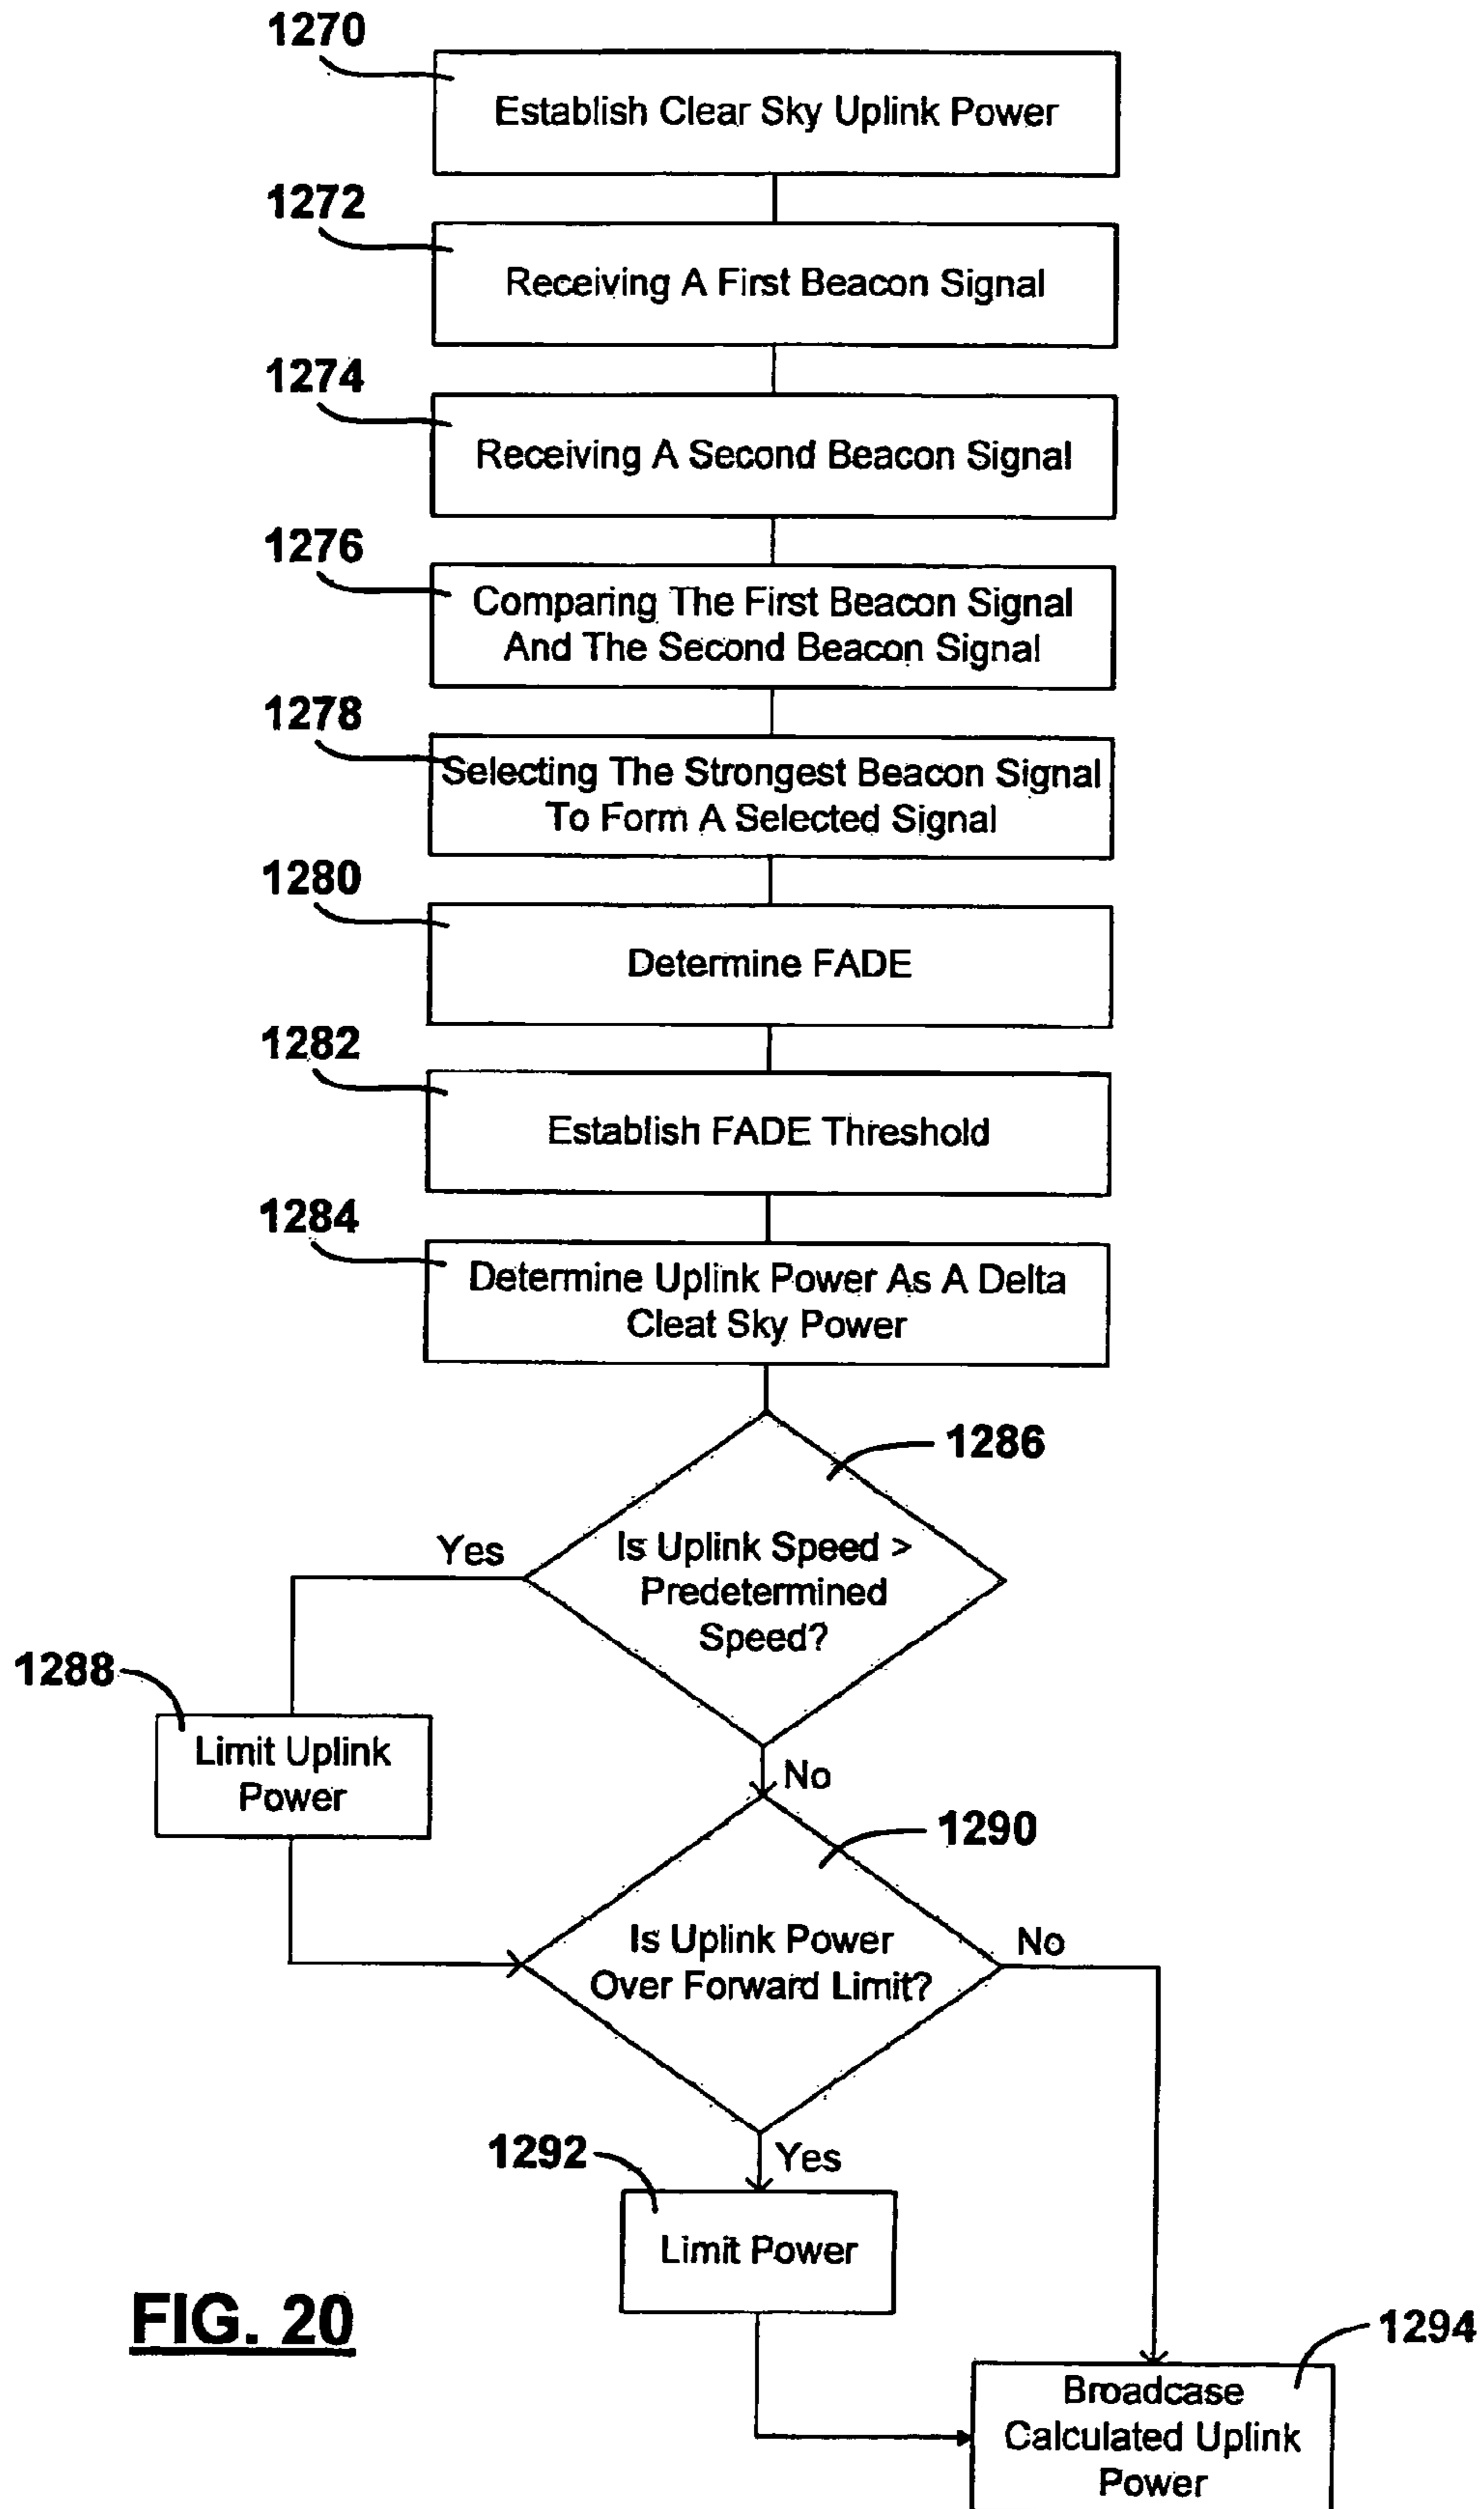 1270
Establish Clear Sky Uplink Power
1272
Receiving A First Beacon Signal
1274
Receiving A Second Beacon Signal
1276
Comparing The First Beacon Signal
And The Second Beacon Signal
1278
Selecting The Strongest Beacon Signal
To Form A Selected Signal
1280
Determine FADE
1282
Establish FADE Threshold
1284
Determine Uplink Power As A Delta
Cleat Sky Power
1286
Is Uplink Speed >
Predetermined
Speed?
Yes
1288
Limit Uplink
Power
No
1290
Is Uplink Power
Over Forward Limit?
No
1292
Yes
Limit Power
FIG. 20
1294
Broadcase
Calculated Uplink
Power